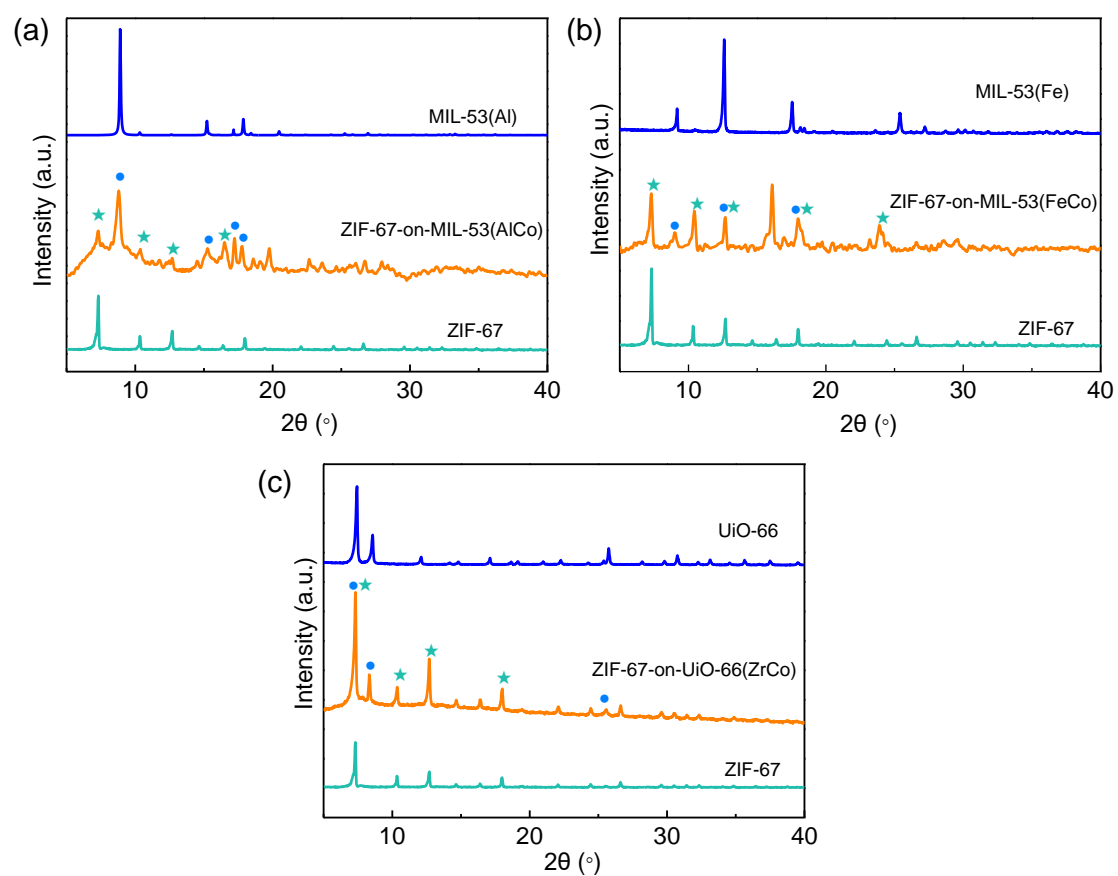 (a)
MIL-53(Al)
ZIF-67-on-MIL-53(AlCo)
ZIF-67
Intensity (a.u.)
10 20 30 40
2θ (°)
(b)
MIL-53(Fe)
ZIF-67-on-MIL-53(FeCo)
ZIF-67
Intensity (a.u.)
10 20 30 40
2θ (°)
(c)
UiO-66
ZIF-67-on-UiO-66(ZrCo)
ZIF-67
Intensity (a.u.)
10 20 30 40
2θ (°)